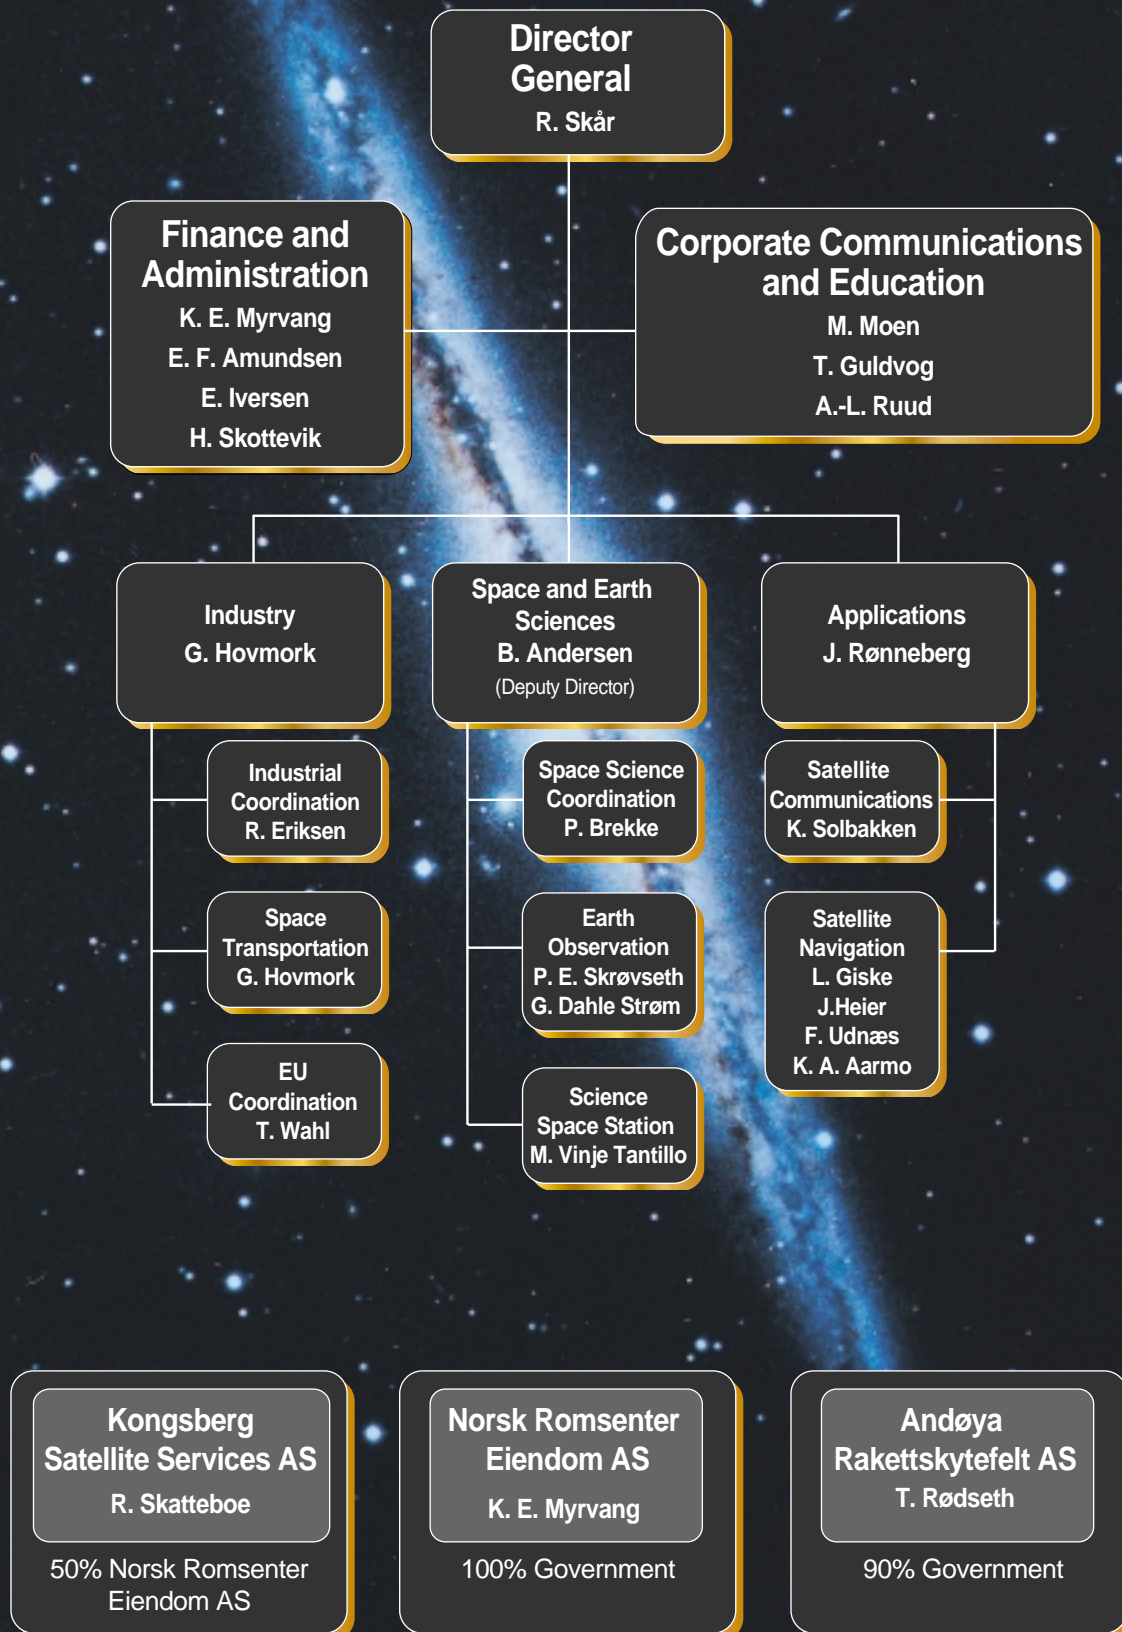 Director
General
R. Skår
Finance and
Administration
K. E. Myrvang
E. F. Amundsen
E. Iversen
H. Skottevik
Corporate Communications
and Education
M. Moen
T. Guldvog
A.-L. Ruud
Industry
G. Hovmork
Space and Earth
Sciences
B. Andersen
(Deputy Director)
Applications
J. Rønneberg
Industrial
Coordination
R. Eriksen
Space
Transportation
G. Hovmork
EU
Coordination
T. Wahl
Space Science
Coordination
P. Brekke
Earth
Observation
P. E. Skrøvseth
G. Dahle Strøm
Science
Space Station
M. Vinje Tantillo
Satellite
Communications
K. Solbakken
Satellite
Navigation
L. Giske
J.Heier
F. Udnæs
K. A. Aarmo
Kongsberg
Satellite Services AS
R. Skatteboe
50% Norsk Romsenter
Eiendom AS
Norsk Romsenter
Eiendom AS
K. E. Myrvang
100% Government
Andøya
Rakettskytefelt AS
T. Rødseth
90% Government